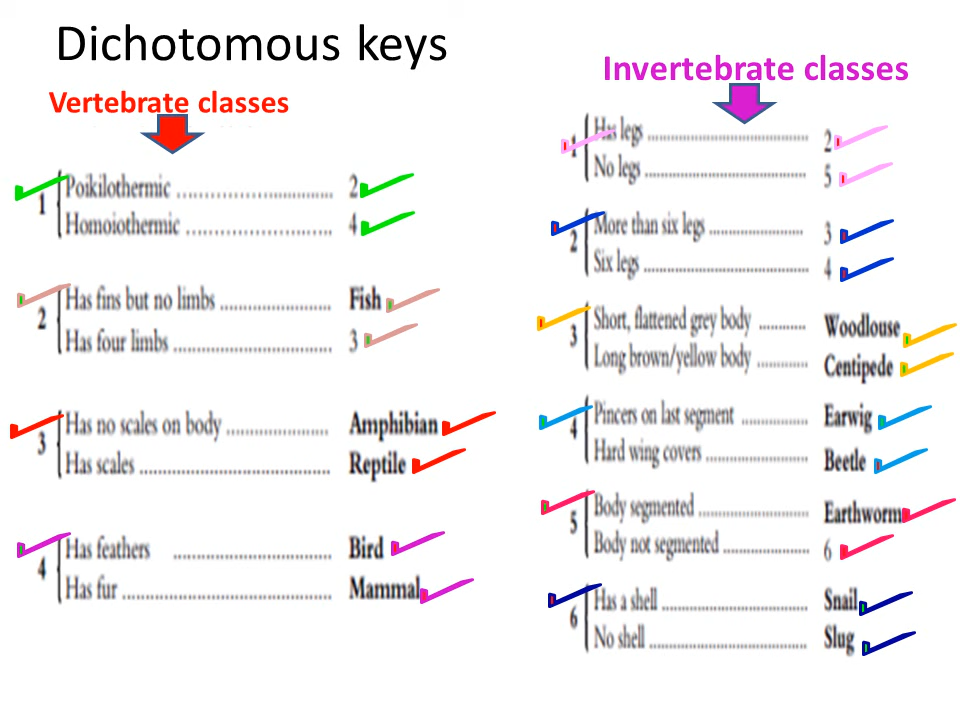 Dichotomous keys
Vertebrate classes
1 Poikilothermic ................................ 2
Homoiothermic ............................... 4
2 Has fins but no limbs ..................... Fish
Has four limbs .............................. 3
3 Has no scales on body ................... Amphibian
Has scales ................................... Reptile
4 Has feathers ............................. Bird
Has fur ........................................ Mammal
Invertebrate classes
1 Has legs ................................ 2
No legs ................................ 5
2 More than six legs .................. 3
Six legs ................................ 4
3 Short, flattened grey body ......... Woodlouse
Long brown/yellow body ......... Centipede
4 Pincers on last segment ............ Earwig
Hard wing covers ................... Beetle
5 Body segmented ..................... Earthworm
Body not segmented ................ 6
6 Has a shell ............................ Snail
No shell ................................ Slug